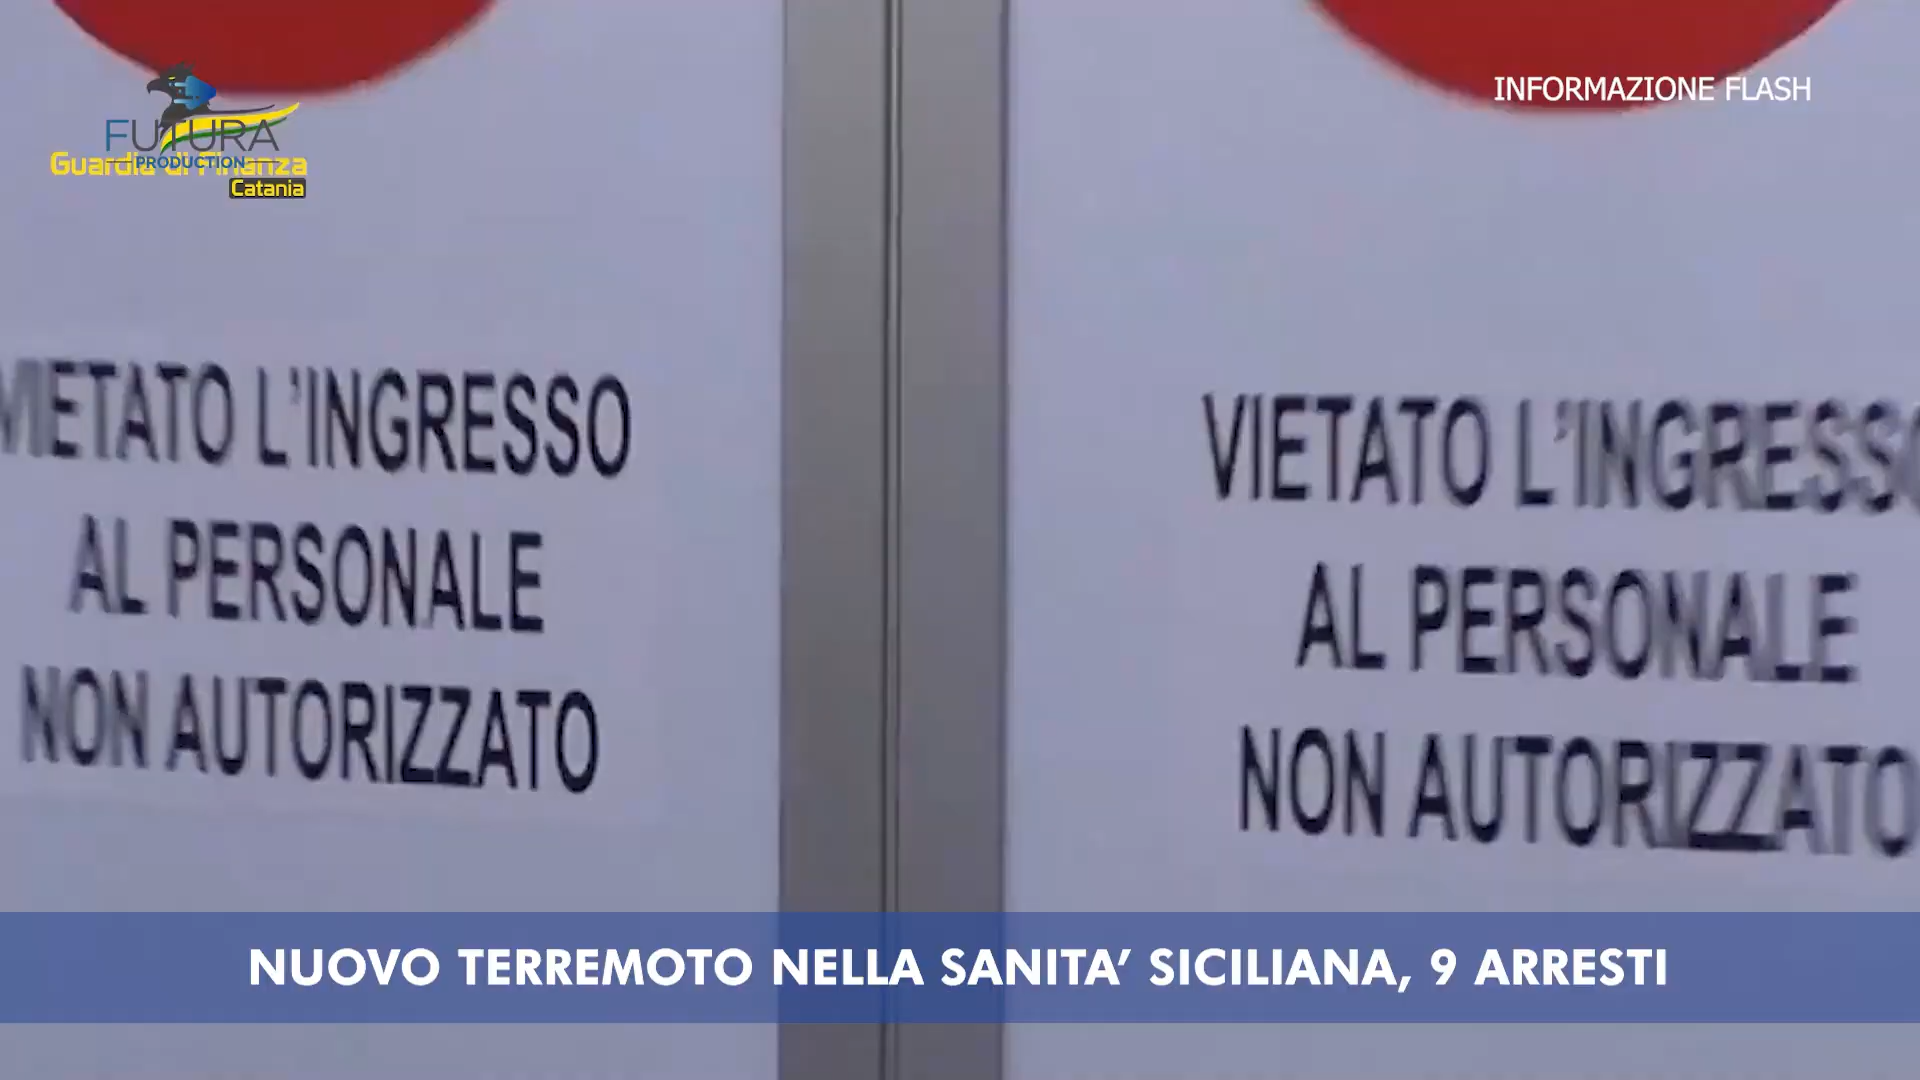 INFORMAZIONE FLASH
FUTURA
PRODUCTION
Guardia di Finanza
Catania
VIETATO L'INGRESSO
AL PERSONALE
NON AUTORIZZATO
VIETATO L'INGRESSO
AL PERSONALE
NON AUTORIZZATO
NUOVO TERREMOTO NELLA SANITA’ SICILIANA, 9 ARRESTI